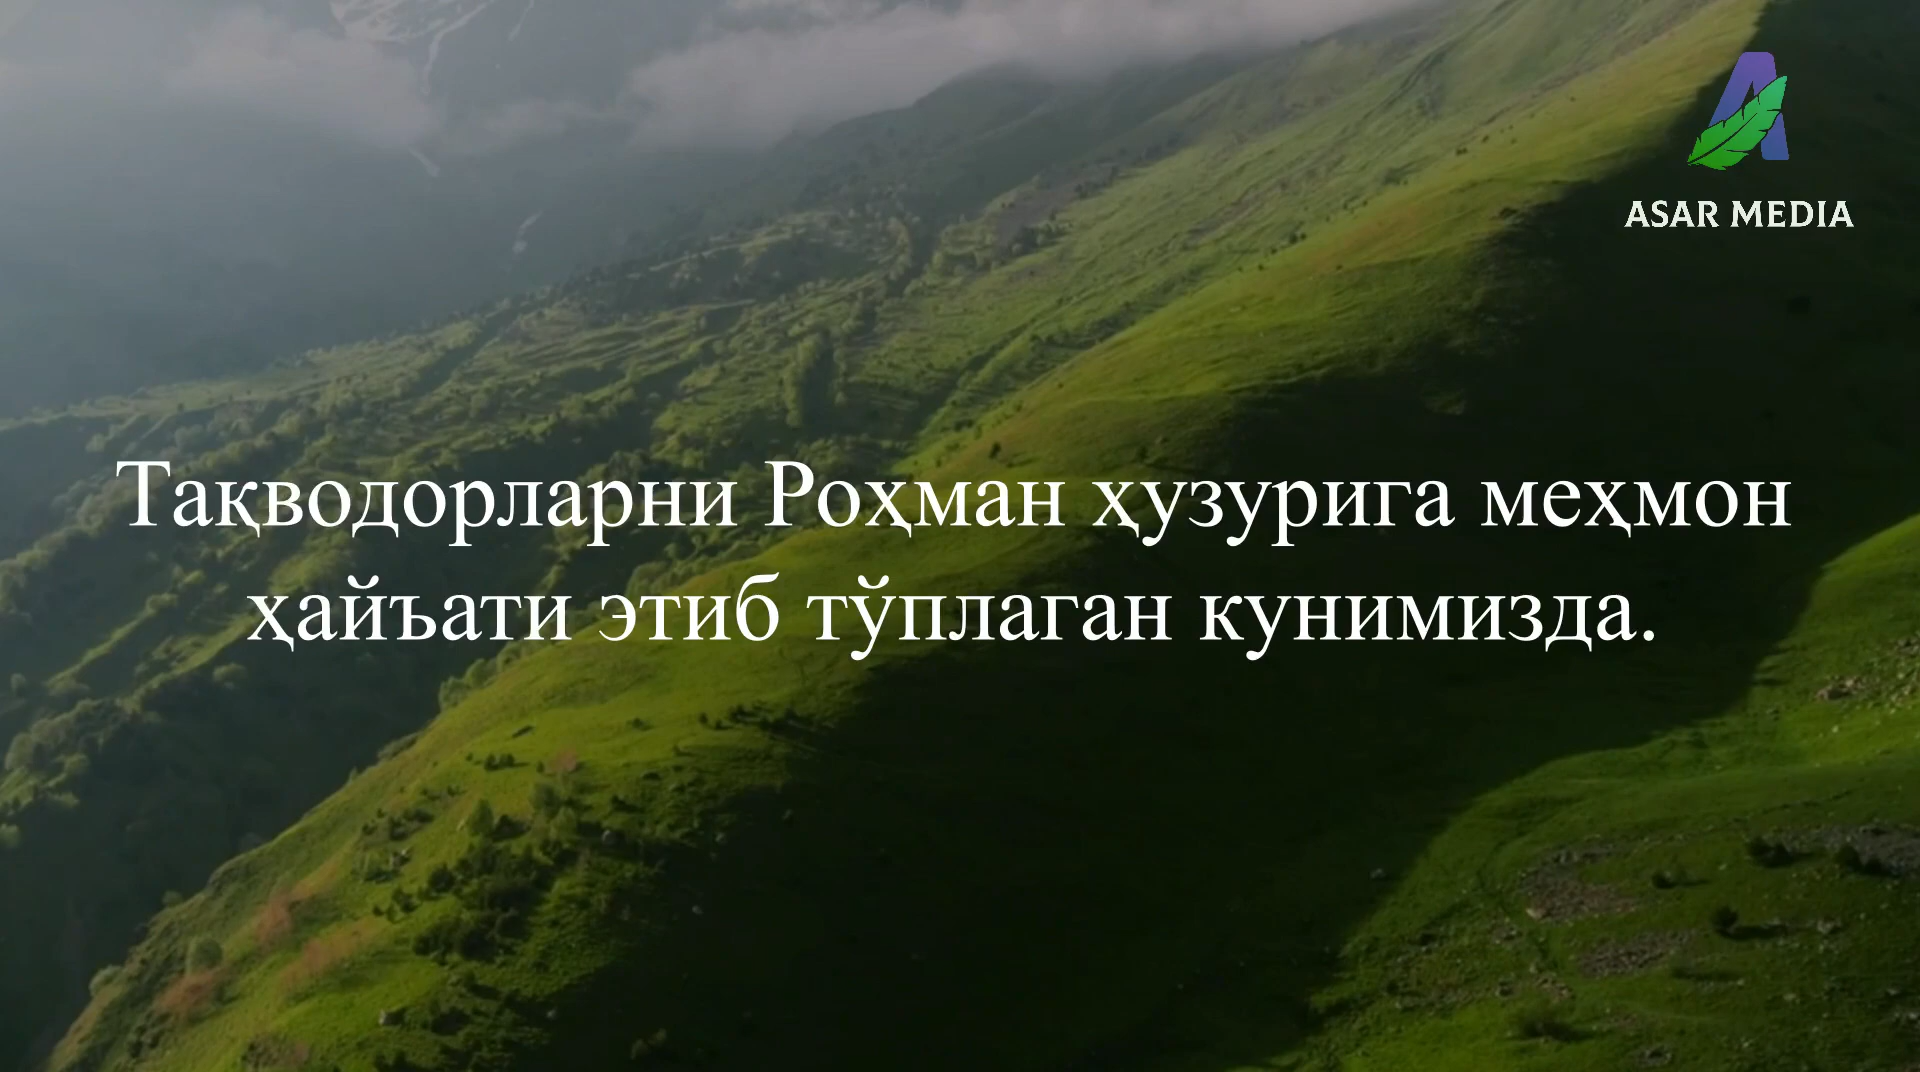 ASAR MEDIA
Тақводорларни Роҳман ҳузурига меҳмон
ҳайъати этиб тўплаган кунимизда.